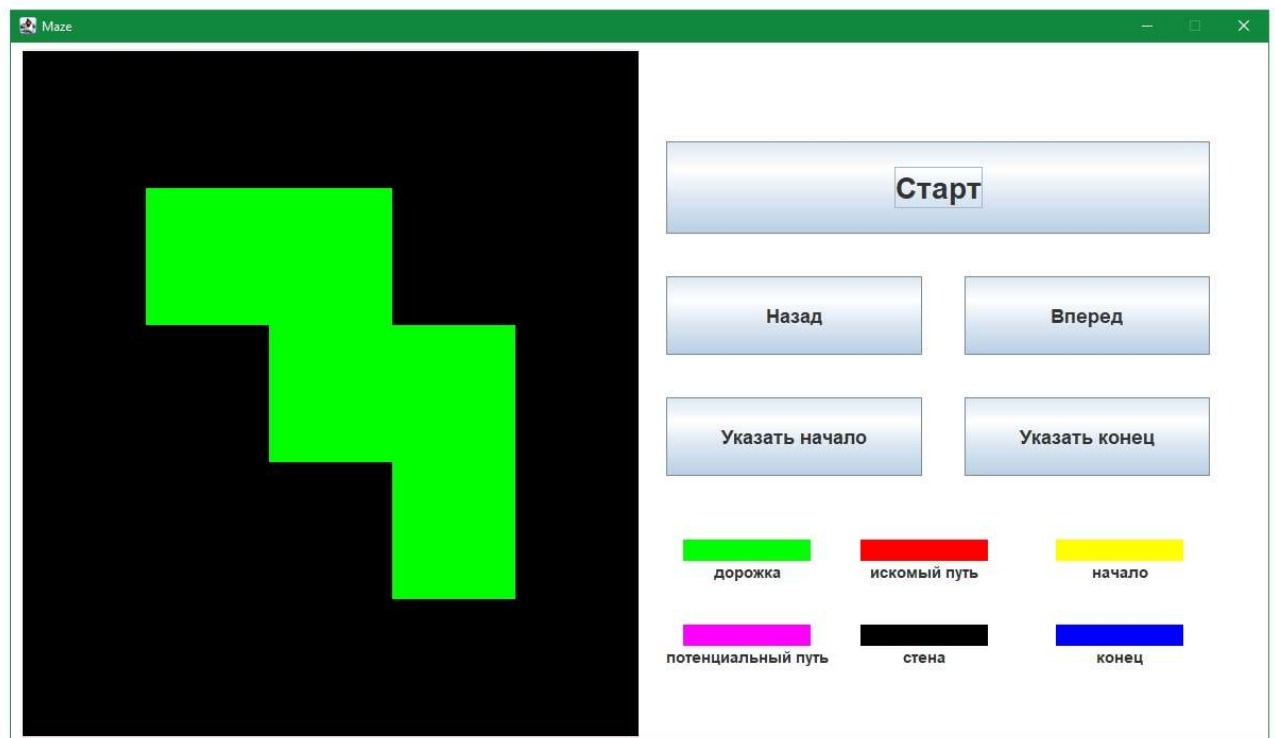 Maze
Старт
Назад Вперед
Указать начало Указать конец
дорожка искомый путь начало
потенциальный путь стена конец